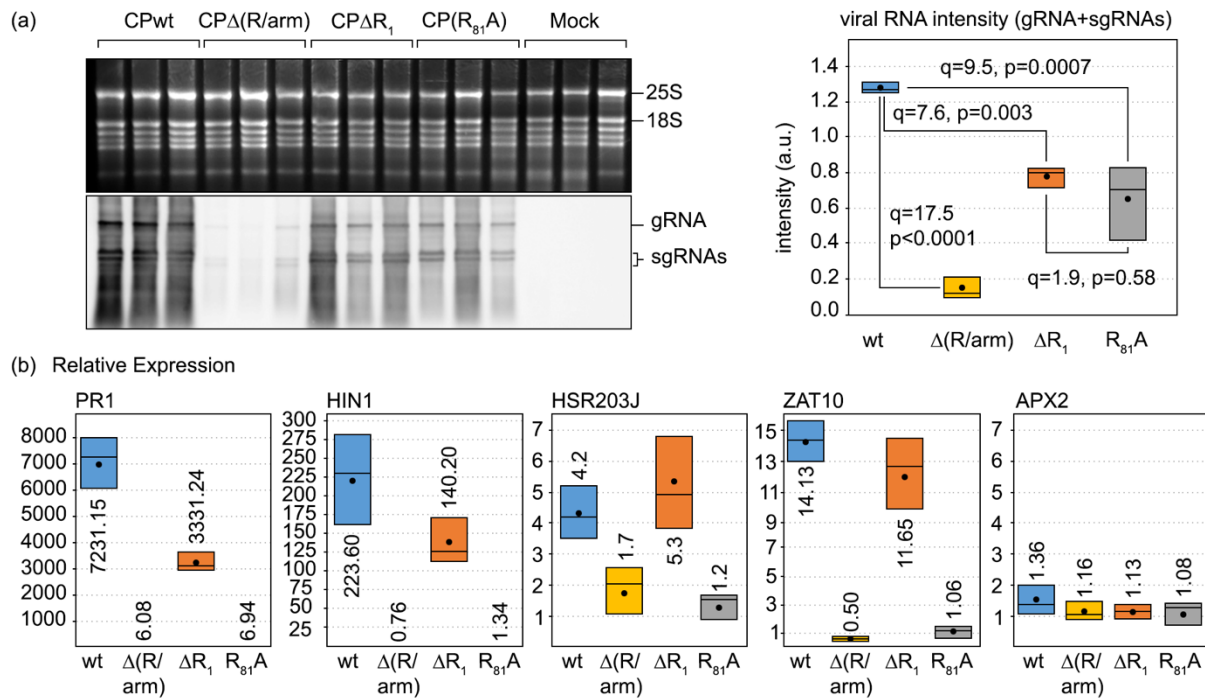 (a)
CPwt CPΔ(R/arm) CPΔR₁ CP(R₈₁A) Mock
25S
18S
gRNA
sgRNAs
viral RNA intensity (gRNA+sgRNAs)
intensity (a.u.)
1.4
1.2
1.0
0.8
0.6
0.4
0.2
0.0
q=9.5, p=0.0007
q=7.6, p=0.003
q=17.5
p<0.0001
q=1.9, p=0.58
wt Δ(R/arm) ΔR₁ R₈₁A
(b) Relative Expression
PR1
8000
7000
6000
5000
4000
3000
2000
1000
7231.15
6.08
3331.24
6.94
wt Δ(R/ ΔR₁ R₈₁A
arm)
HIN1
300
275
250
225
200
175
150
125
100
75
50
25
223.60
0.76
140.20
1.34
wt Δ(R/ ΔR₁ R₈₁A
arm)
HSR203J
7
6
5
4
3
2
1
4.2
1.7
5.3
1.2
wt Δ(R/ ΔR₁ R₈₁A
arm)
ZAT10
15
13
11
9
7
5
3
1
14.13
0.50
11.65
1.06
wt Δ(R/ ΔR₁ R₈₁A
arm)
APX2
7
6
5
4
3
2
1
1.36
1.16
1.13
1.08
wt Δ(R/ ΔR₁ R₈₁A
arm)